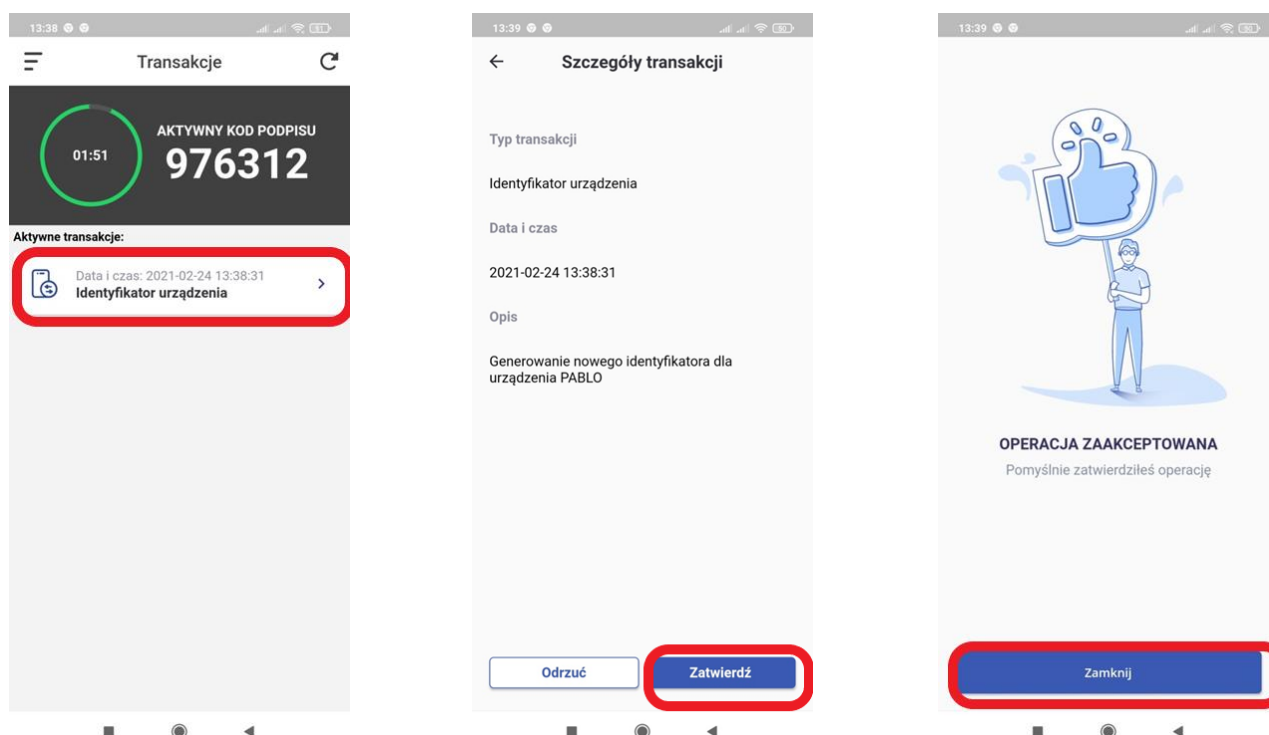 13:38
Transakcje
01:51
AKTYWNY KOD PODPISU
976312
Aktywne transakcje:
Data i czas: 2021-02-24 13:38:31
Identyfikator urządzenia
13:39
Szczegóły transakcji
Typ transakcji
Identyfikator urządzenia
Data i czas
2021-02-24 13:38:31
Opis
Generowanie nowego identyfikatora dla
urządzenia PABLO
Odrzuć
Zatwierdź
13:39
OPERACJA ZAAKCEPTOWANA
Pomyślnie zatwierdziłeś operację
Zamknij